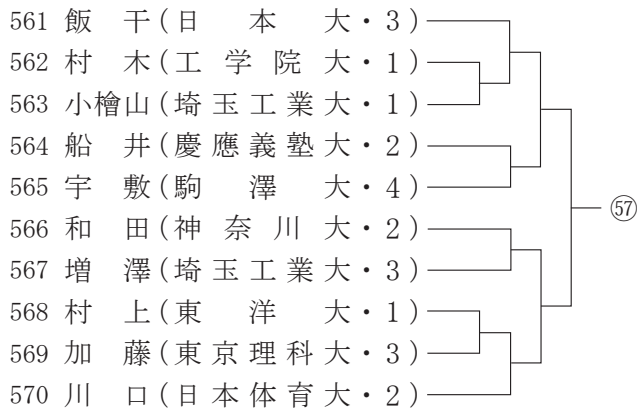 561 飯干(日本大・3)
562 村木(工学院大・1)
563 小檜山(埼玉工業大・1)
564 船井(慶應義塾大・2)
565 宇敷(駒澤大・4)
566 和田(神奈川大・2)
567 増澤(埼玉工業大・3)
568 村上(東洋大・1)
569 加藤(東京理科大・3)
570 川口(日本体育大・2)
㊼